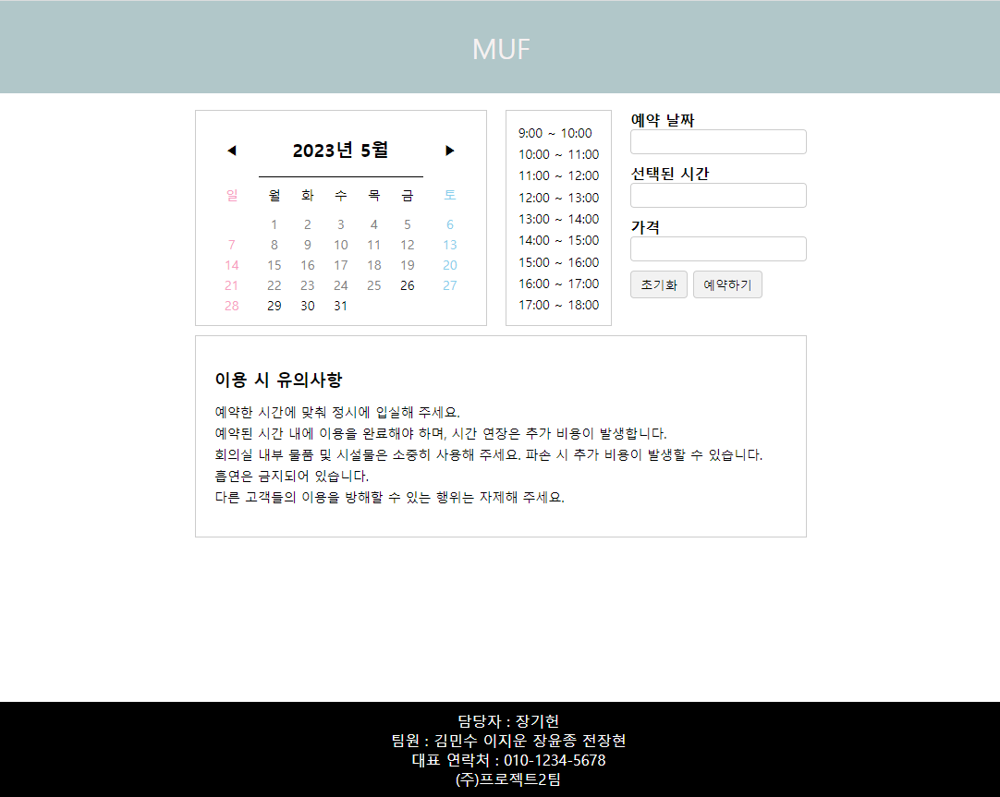 MUF
◀ 2023년 5월 ▶
일 월 화 수 목 금 토
1 2 3 4 5 6
7 8 9 10 11 12 13
14 15 16 17 18 19 20
21 22 23 24 25 26 27
28 29 30 31
9:00 ~ 10:00
10:00 ~ 11:00
11:00 ~ 12:00
12:00 ~ 13:00
13:00 ~ 14:00
14:00 ~ 15:00
15:00 ~ 16:00
16:00 ~ 17:00
17:00 ~ 18:00
예약 날짜
선택된 시간
가격
초기화 예약하기
이용 시 유의사항
예약한 시간에 맞춰 정시에 입실해 주세요.
예약된 시간 내에 이용을 완료해야 하며, 시간 연장은 추가 비용이 발생합니다.
회의실 내부 물품 및 시설물은 소중히 사용해 주세요. 파손 시 추가 비용이 발생할 수 있습니다.
흡연은 금지되어 있습니다.
다른 고객들의 이용을 방해할 수 있는 행위는 자제해 주세요.
담당자 : 장기헌
팀원 : 김민수 이지운 장윤종 전장현
대표 연락처 : 010-1234-5678
(주)프로젝트2팀